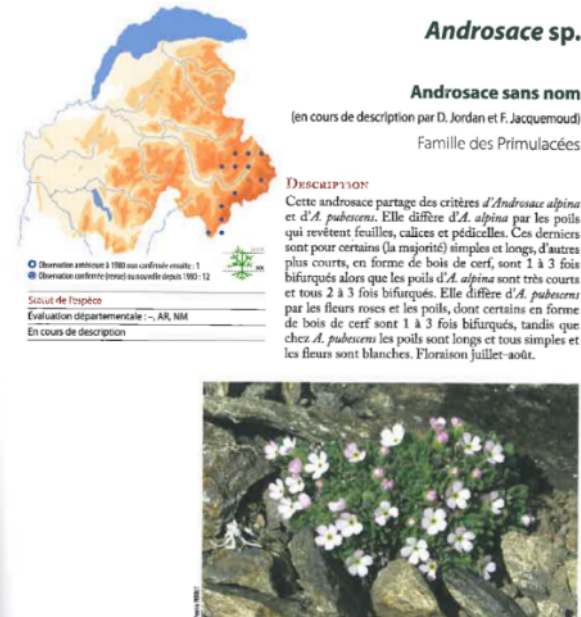 Androsace sp.
Androsace sans nom
(en cours de description par D. Jordan et F. Jacquemoud)
Famille des Primulacées
DESCRIPTION
Cette androsace partage des critères d'Androsace alpina
et d'A. pubescens. Elle diffère d'A. alpina par les poils
qui revêtent feuilles, calices et pédicelles. Ces derniers
sont pour certains (la majorité) simples et longs, d'autres
plus courts, en forme de bois de cerf, sont 1 à 3 fois
bifurqués alors que les poils d'A. alpina sont très courts
et tous 2 à 3 fois bifurqués. Elle diffère d'A. pubescens
par les fleurs roses et les poils, dont certains en forme
de bois de cerf sont 1 à 3 fois bifurqués, tandis que
chez A. pubescens les poils sont longs et tous simples et
les fleurs sont blanches. Floraison juillet-août.
Observation antérieure à 1980 non confirmée ensuite : 1
Observation confirmée (revue) ou nouvelle depuis 1980 : 12
Statut de l'espèce
Évaluation départementale : –, AR, NM
En cours de description